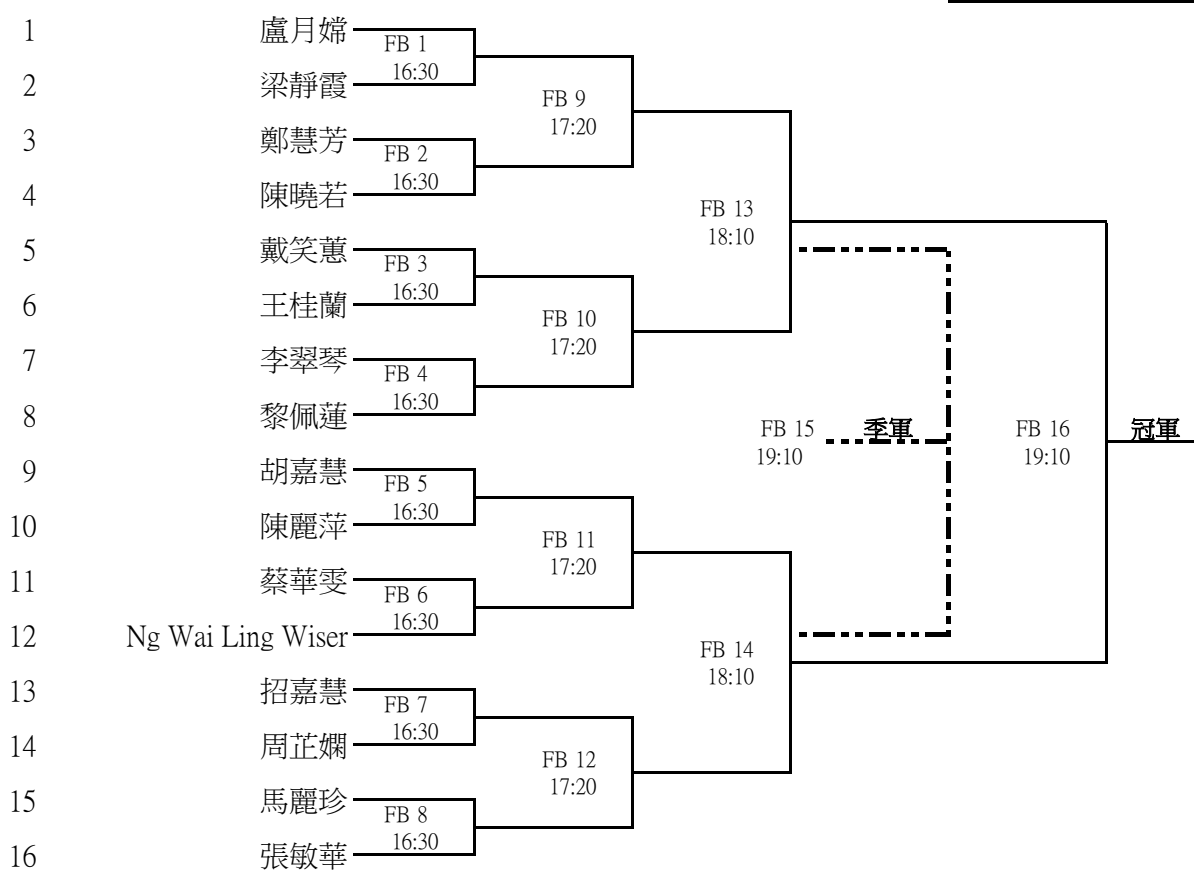 1 盧月嫦
FB 1
16:30
2 梁靜霞
FB 9
17:20
3 鄭慧芳
FB 2
16:30
4 陳曉若
FB 13
18:10
5 戴笑蕙
FB 3
16:30
6 王桂蘭
FB 10
17:20
7 李翠琴
FB 4
16:30
8 黎佩蓮
FB 15 季軍
19:10
FB 16 冠軍
19:10
9 胡嘉慧
FB 5
16:30
10 陳麗萍
FB 11
17:20
11 蔡華雯
FB 6
16:30
12 Ng Wai Ling Wiser
FB 14
18:10
13 招嘉慧
FB 7
16:30
14 周芷嫻
FB 12
17:20
15 馬麗珍
FB 8
16:30
16 張敏華